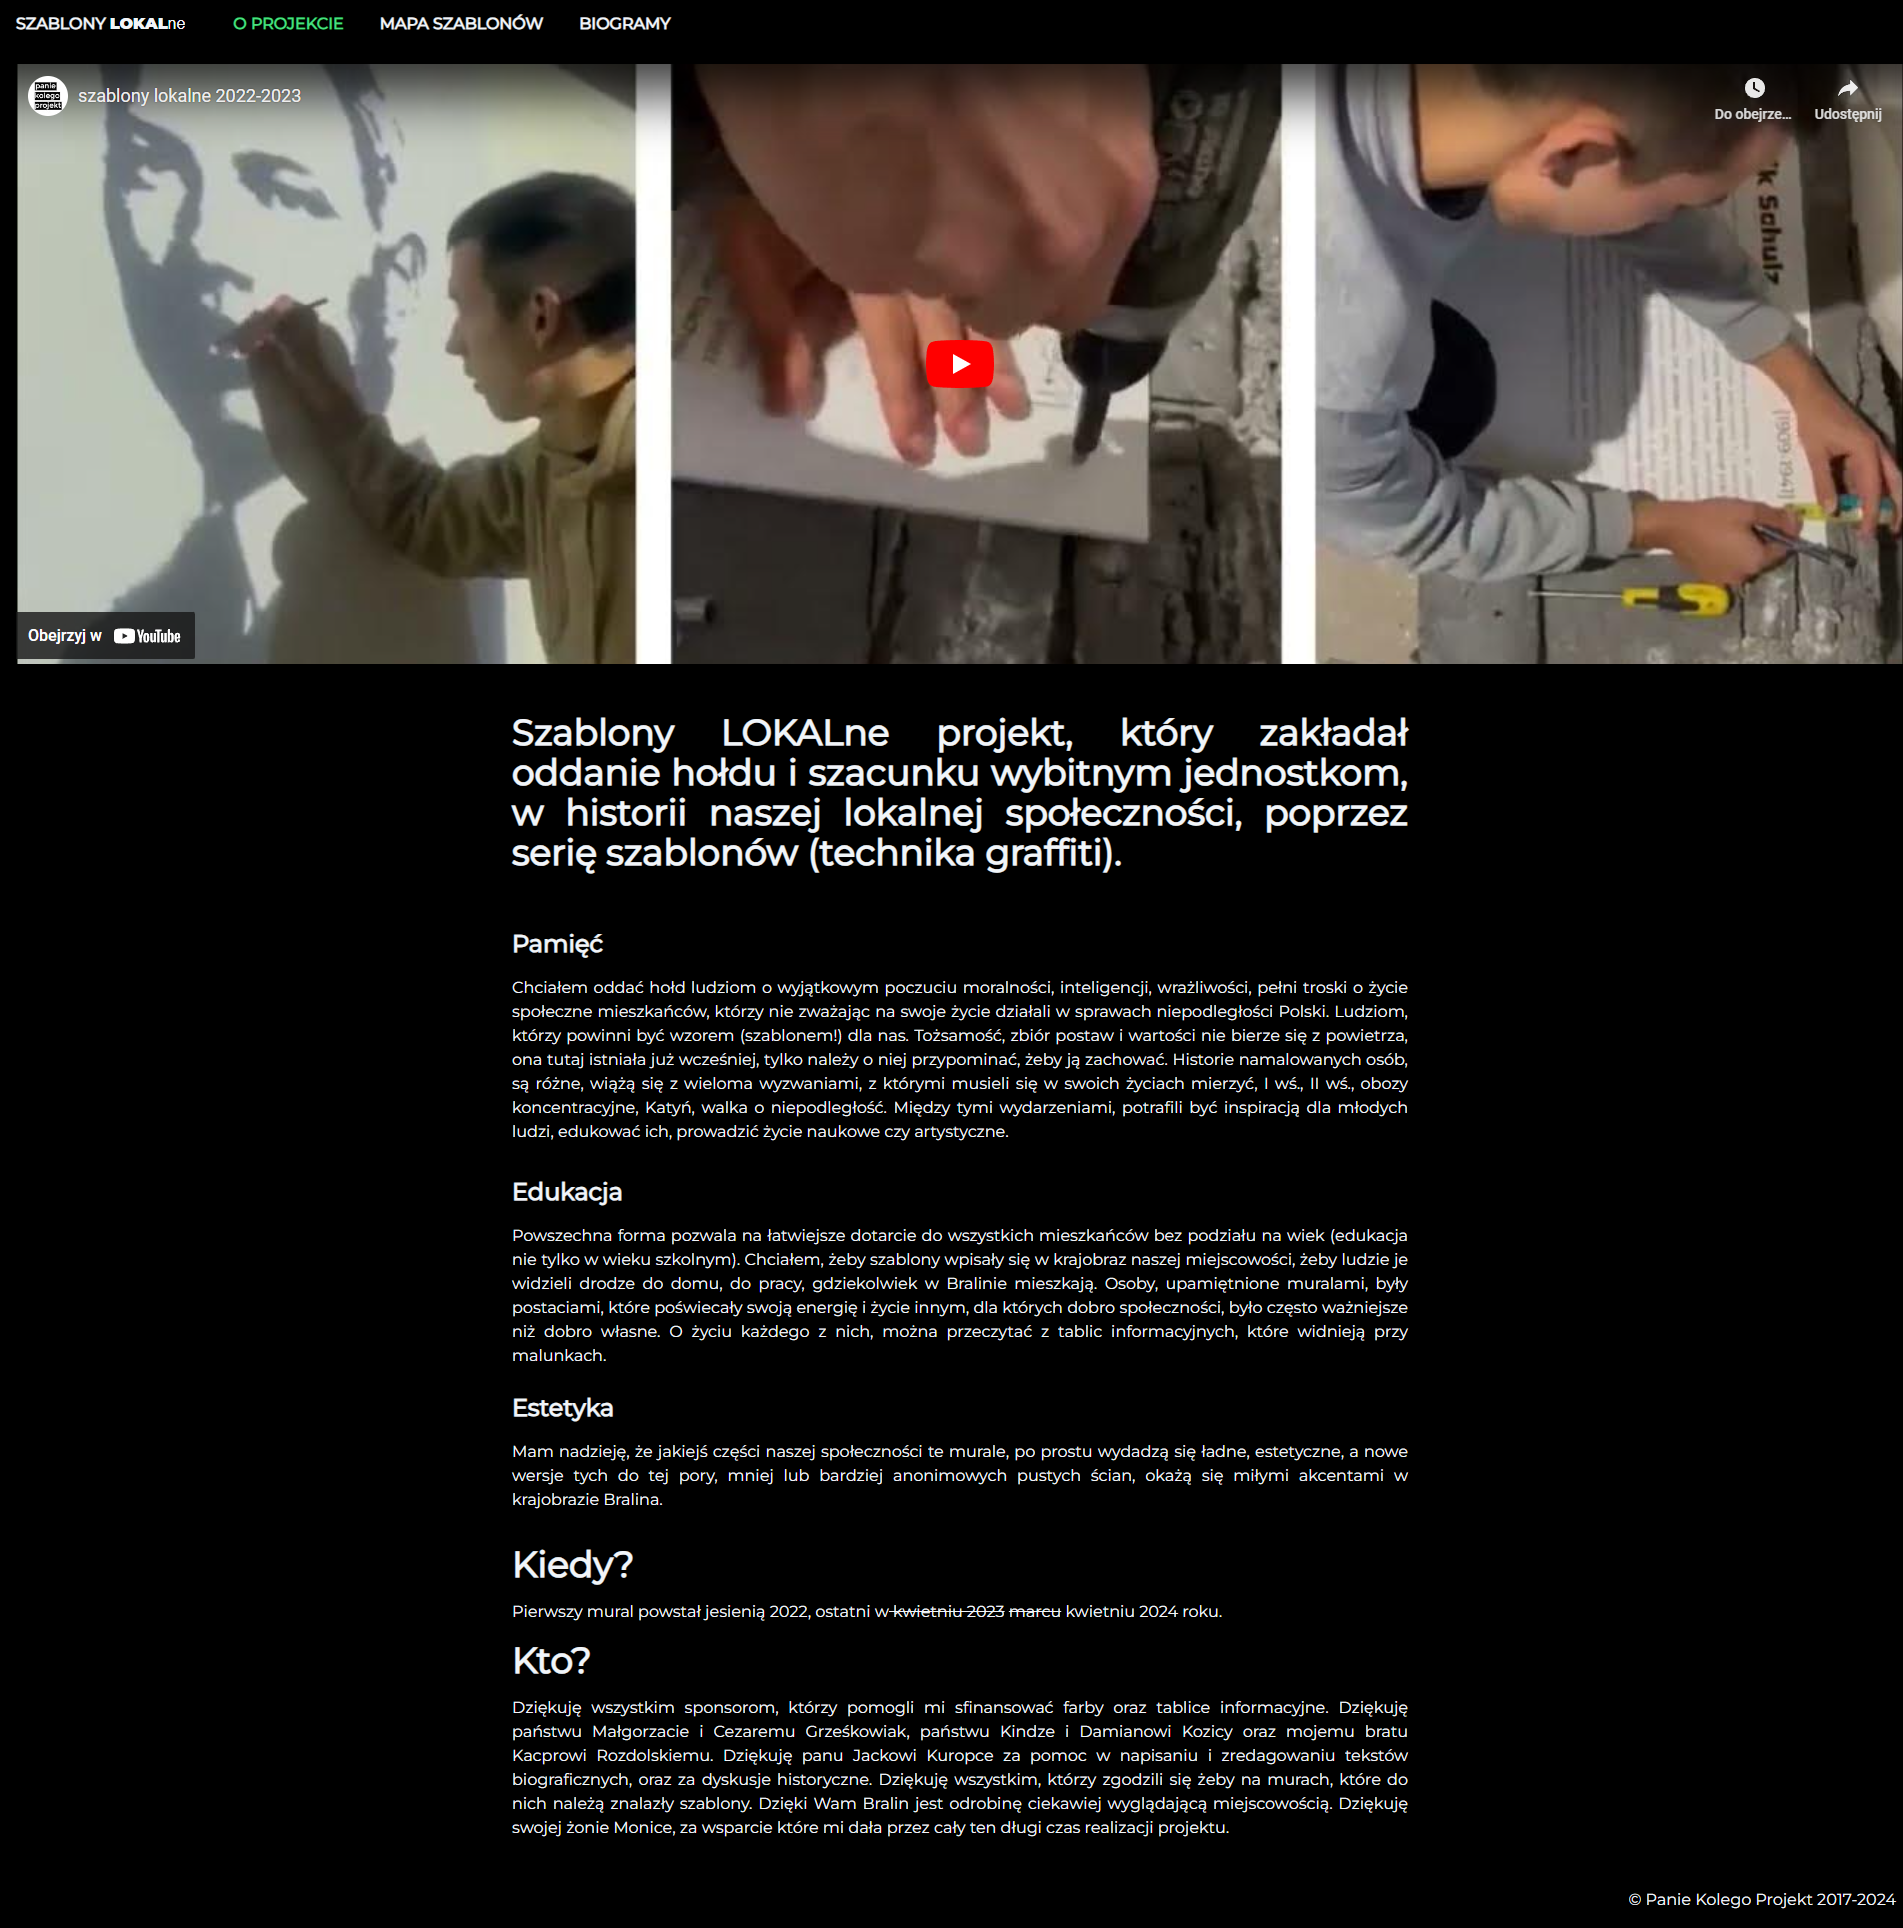 SZABLONY LOKALne O PROJEKCIE MAPA SZABLONÓW BIOGRAMY
panie
kolego
projekt
szablony lokalne 2022-2023
Do obejrze...
Udostępnij
(1909-1941)
Obejrzyj w YouTube
Szablony LOKALne projekt, który zakładał
oddanie hołdu i szacunku wybitnym jednostkom,
w historii naszej lokalnej społeczności, poprzez
serię szablonów (technika graffiti).
Pamięć
Chciałem oddać hołd ludziom o wyjątkowym poczuciu moralności, inteligencji, wrażliwości, pełni troski o życie
społeczne mieszkańców, którzy nie zważając na swoje życie działali w sprawach niepodległości Polski. Ludziom,
którzy powinni być wzorem (szablonem!) dla nas. Tożsamość, zbiór postaw i wartości nie bierze się z powietrza,
ona tutaj istniała już wcześniej, tylko należy o niej przypominać, żeby ją zachować. Historie namalowanych osób,
są różne, wiążą się z wieloma wyzwaniami, z którymi musieli się w swoich życiach mierzyć, I wś., II wś., obozy
koncentracyjne, Katyń, walka o niepodległość. Między tymi wydarzeniami, potrafili być inspiracją dla młodych
ludzi, edukować ich, prowadzić życie naukowe czy artystyczne.
Edukacja
Powszechna forma pozwala na łatwiejsze dotarcie do wszystkich mieszkańców bez podziału na wiek (edukacja
nie tylko w wieku szkolnym). Chciałem, żeby szablony wpisały się w krajobraz naszej miejscowości, żeby ludzie je
widzieli drodze do domu, do pracy, gdziekolwiek w Bralinie mieszkają. Osoby, upamiętnione muralami, były
postaciami, które poświecały swoją energię i życie innym, dla których dobro społeczności, było często ważniejsze
niż dobro własne. O życiu każdego z nich, można przeczytać z tablic informacyjnych, które widnieją przy
malunkach.
Estetyka
Mam nadzieję, że jakiejś części naszej społeczności te murale, po prostu wydadzą się ładne, estetyczne, a nowe
wersje tych do tej pory, mniej lub bardziej anonimowych pustych ścian, okażą się miłymi akcentami w
krajobrazie Bralina.
Kiedy?
Pierwszy mural powstał jesienią 2022, ostatni w kwietniu 2023 marcu kwietniu 2024 roku.
Kto?
Dziękuję wszystkim sponsorom, którzy pomogli mi sfinansować farby oraz tablice informacyjne. Dziękuję
państwu Małgorzacie i Cezaremu Grześkowiak, państwu Kindze i Damianowi Kozicy oraz mojemu bratu
Kacprowi Rozdolskiemu. Dziękuję panu Jackowi Kuropce za pomoc w napisaniu i zredagowaniu tekstów
biograficznych, oraz za dyskusje historyczne. Dziękuję wszystkim, którzy zgodzili się żeby na murach, które do
nich należą znalazły szablony. Dzięki Wam Bralin jest odrobinę ciekawiej wyglądającą miejscowością. Dziękuję
swojej żonie Monice, za wsparcie które mi dała przez cały ten długi czas realizacji projektu.
© Panie Kolego Projekt 2017-2024